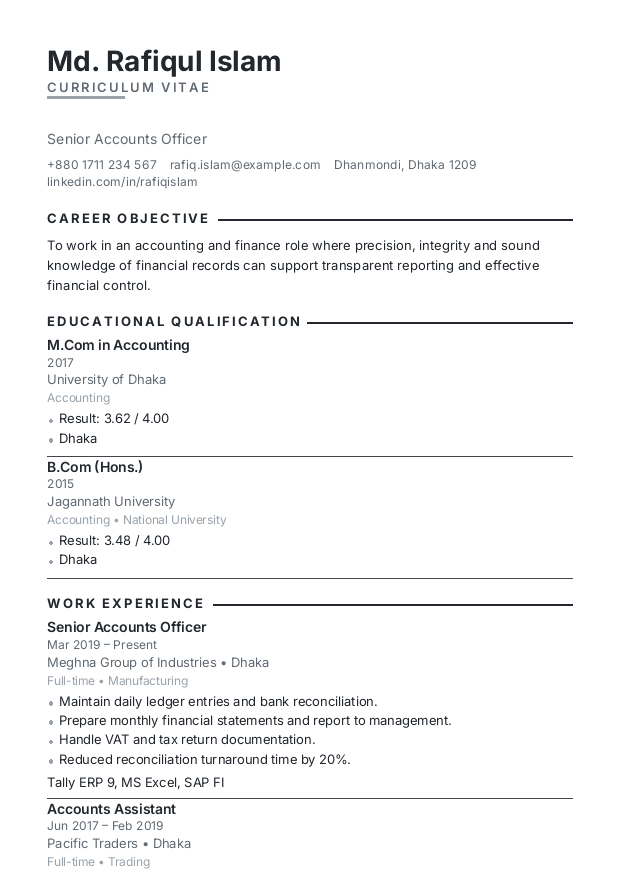 Md. Rafiqul Islam
CURRICULUM VITAE
Senior Accounts Officer
+880 1711 234 567 rafiq.islam@example.com Dhanmondi, Dhaka 1209
linkedin.com/in/rafiqislam
CAREER OBJECTIVE
To work in an accounting and finance role where precision, integrity and sound
knowledge of financial records can support transparent reporting and effective
financial control.
EDUCATIONAL QUALIFICATION
M.Com in Accounting
2017
University of Dhaka
Accounting
• Result: 3.62 / 4.00
• Dhaka
B.Com (Hons.)
2015
Jagannath University
Accounting • National University
• Result: 3.48 / 4.00
• Dhaka
WORK EXPERIENCE
Senior Accounts Officer
Mar 2019 – Present
Meghna Group of Industries • Dhaka
Full-time • Manufacturing
• Maintain daily ledger entries and bank reconciliation.
• Prepare monthly financial statements and report to management.
• Handle VAT and tax return documentation.
• Reduced reconciliation turnaround time by 20%.
Tally ERP 9, MS Excel, SAP FI
Accounts Assistant
Jun 2017 – Feb 2019
Pacific Traders • Dhaka
Full-time • Trading